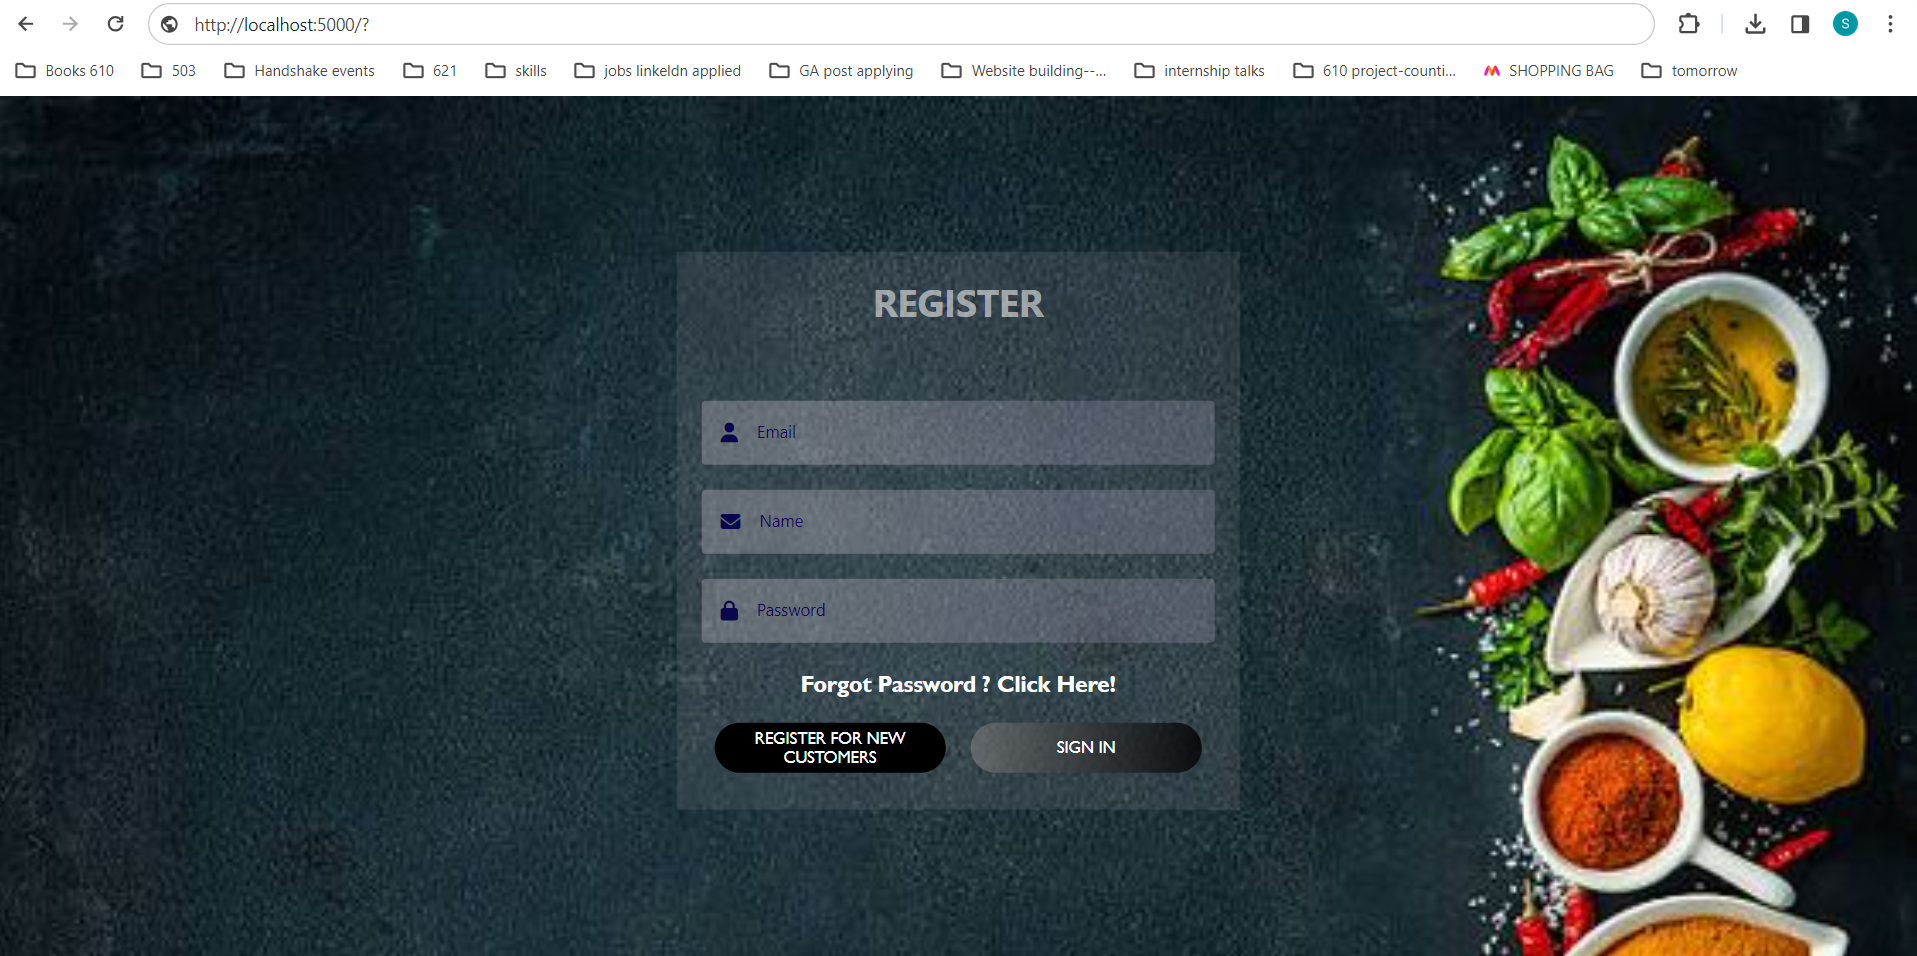 http://localhost:5000/?
S
Books 610
503
Handshake events
621
skills
jobs linkeldn applied
GA post applying
Website building--...
internship talks
610 project-counti...
SHOPPING BAG
tomorrow
REGISTER
Email
Name
Password
Forgot Password ? Click Here!
REGISTER FOR NEW
CUSTOMERS
SIGN IN